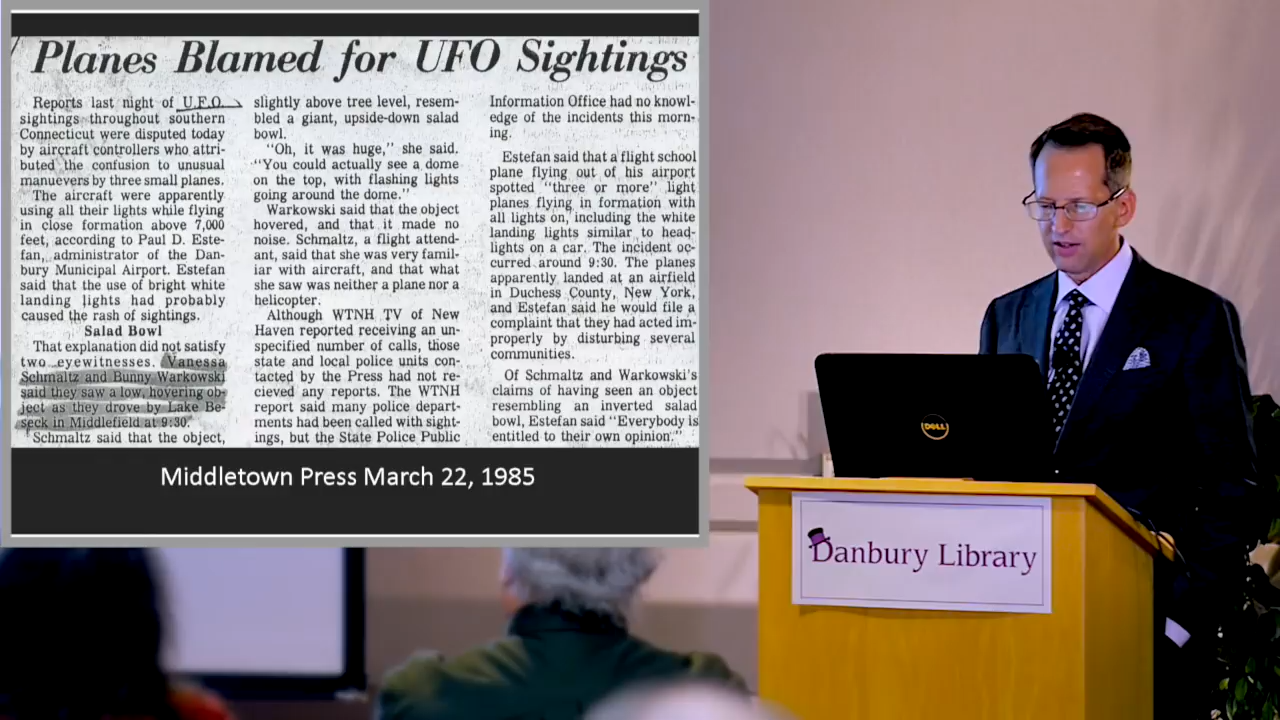 Planes Blamed for UFO Sightings
Reports last night of U.F.O.
sightings throughout southern
Connecticut were disputed today
by aircraft controllers who attri-
buted the confusion to unusual
manuevers by three small planes.
The aircraft were apparently
using all their lights while flying
in close formation above 7,000
feet, according to Paul D. Este-
fan, administrator of the Dan-
bury Municipal Airport. Estefan
said that the use of bright white
landing lights had probably
caused the rash of sightings.
Salad Bowl
That explanation did not satisfy
two eyewitnesses. Vanessa
Schmaltz and Bunny Warkowski
said they saw a low, hovering ob-
ject as they drove by Lake Be-
seck in Middlefield at 9:30.
Schmaltz said that the object,
slightly above tree level, resem-
bled a giant, upside-down salad
bowl.
"Oh, it was huge," she said.
"You could actually see a dome
on the top, with flashing lights
going around the dome."
Warkowski said that the object
hovered, and that it made no
noise. Schmaltz, a flight attend-
ant, said that she was very famil-
iar with aircraft, and that what
she saw was neither a plane nor a
helicopter.
Although WTNH TV of New
Haven reported receiving an un-
specified number of calls, those
state and local police units con-
tacted by the Press had not re-
cieved any reports. The WTNH
report said many police depart-
ments had been called with sight-
ings, but the State Police Public
Information Office had no knowl-
edge of the incidents this morn-
ing.
Estefan said that a flight school
plane flying out of his airport
spotted "three or more" light
planes flying in formation with
all lights on, including the white
landing lights similar to head-
lights on a car. The incident oc-
curred around 9:30. The planes
apparently landed at an airfield
in Duchess County, New York,
and Estefan said he would file a
complaint that they had acted im-
properly by disturbing several
communities.
Of Schmaltz and Warkowski's
claims of having seen an object
resembling an inverted salad
bowl, Estefan said "Everybody is
entitled to their own opinion."
Middletown Press March 22, 1985
DELL
Danbury Library